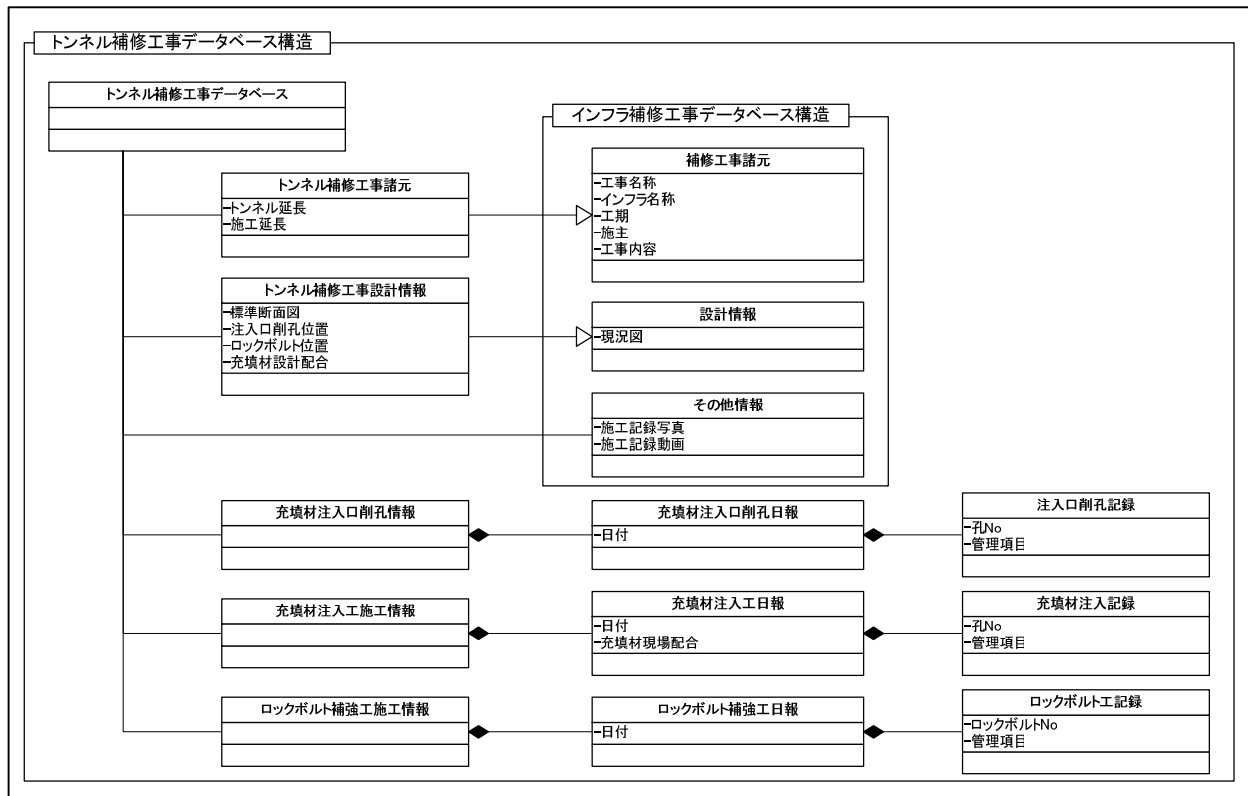 トンネル補修工事データベース構造
トンネル補修工事データベース
インフラ補修工事データベース構造
トンネル補修工事諸元
-トンネル延長
-施工延長
補修工事諸元
-工事名称
-インフラ名称
-工期
-施主
-工事内容
トンネル補修工事設計情報
-標準断面図
-注入口削孔位置
-ロックボルト位置
-充填材設計配合
設計情報
-現況図
その他情報
-施工記録写真
-施工記録動画
充填材注入口削孔情報
充填材注入口削孔日報
-日付
注入口削孔記録
-孔No
-管理項目
充填材注入工施工情報
充填材注入工日報
-日付
-充填材現場配合
充填材注入記録
-孔No
-管理項目
ロックボルト補強工施工情報
ロックボルト補強工日報
-日付
ロックボルト工記録
-ロックボルトNo
-管理項目